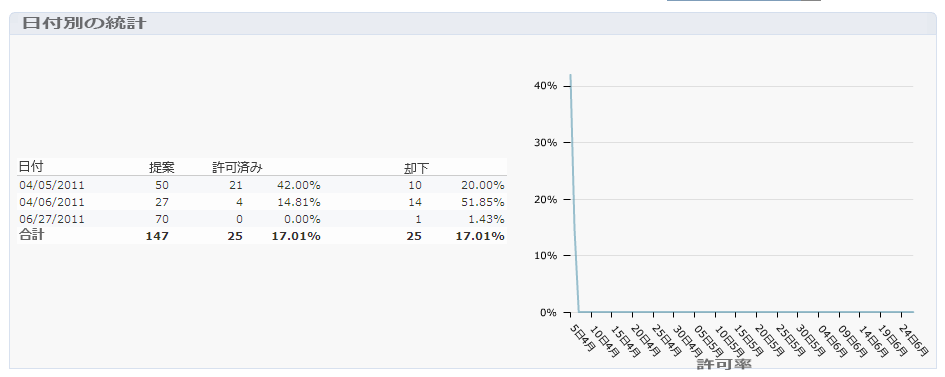 日付別の統計
日付 提案 許可済み 却下
04/05/2011 50 21 42.00% 10 20.00%
04/06/2011 27 4 14.81% 14 51.85%
06/27/2011 70 0 0.00% 1 1.43%
合計 147 25 17.01% 25 17.01%
40%
30%
20%
10%
0%
5日4月 10日4月 15日4月 20日4月 25日4月 30日4月 05日5月 10日5月 15日5月 20日5月 25日5月 30日5月 04日6月 09日6月 14日6月 19日6月 24日6月
許可率